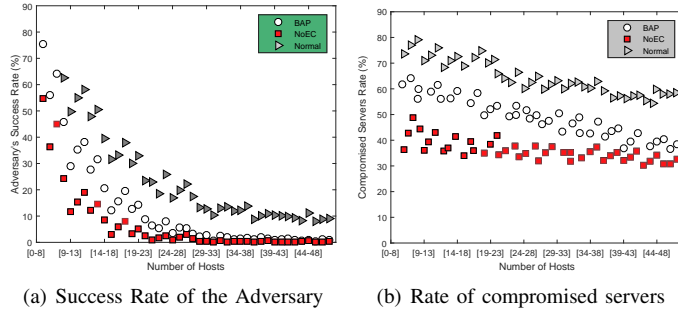 90
80
70
60
50
40
30
20
10
0
Adversary's Success Rate (%)
BAP
NoEC
Normal
[0-8] [9-13] [14-18] [19-23] [24-28] [29-33] [34-38] [39-43] [44-48]
Number of Hosts
(a) Success Rate of the Adversary
90
80
70
60
50
40
30
20
10
0
Compromised Servers Rate (%)
BAP
NoEC
Normal
[0-8] [9-13] [14-18] [19-23] [24-28] [29-33] [34-38] [39-43] [44-48]
Number of Hosts
(b) Rate of compromised servers